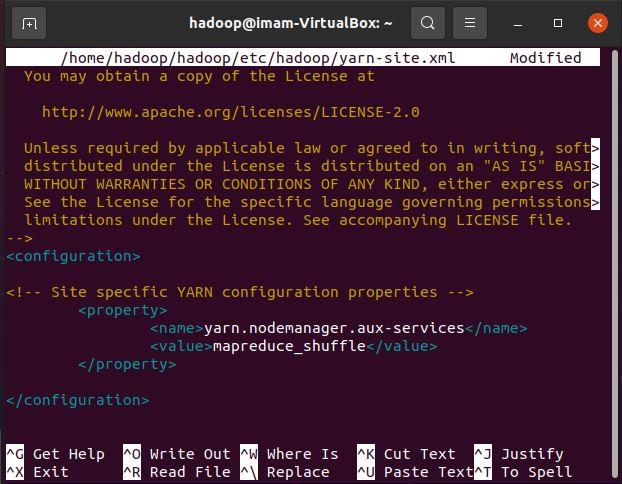 hadoop@imam-VirtualBox: ~
/home/hadoop/hadoop/etc/hadoop/yarn-site.xml Modified
You may obtain a copy of the License at
http://www.apache.org/licenses/LICENSE-2.0
Unless required by applicable law or agreed to in writing, soft>
distributed under the License is distributed on an "AS IS" BASI>
WITHOUT WARRANTIES OR CONDITIONS OF ANY KIND, either express or>
See the License for the specific language governing permissions>
limitations under the License. See accompanying LICENSE file.
-->
<configuration>
<!-- Site specific YARN configuration properties -->
<property>
<name>yarn.nodemanager.aux-services</name>
<value>mapreduce_shuffle</value>
</property>
</configuration>
^G Get Help ^O Write Out ^W Where Is ^K Cut Text ^J Justify
^X Exit ^R Read File ^\ Replace ^U Paste Text ^T To Spell